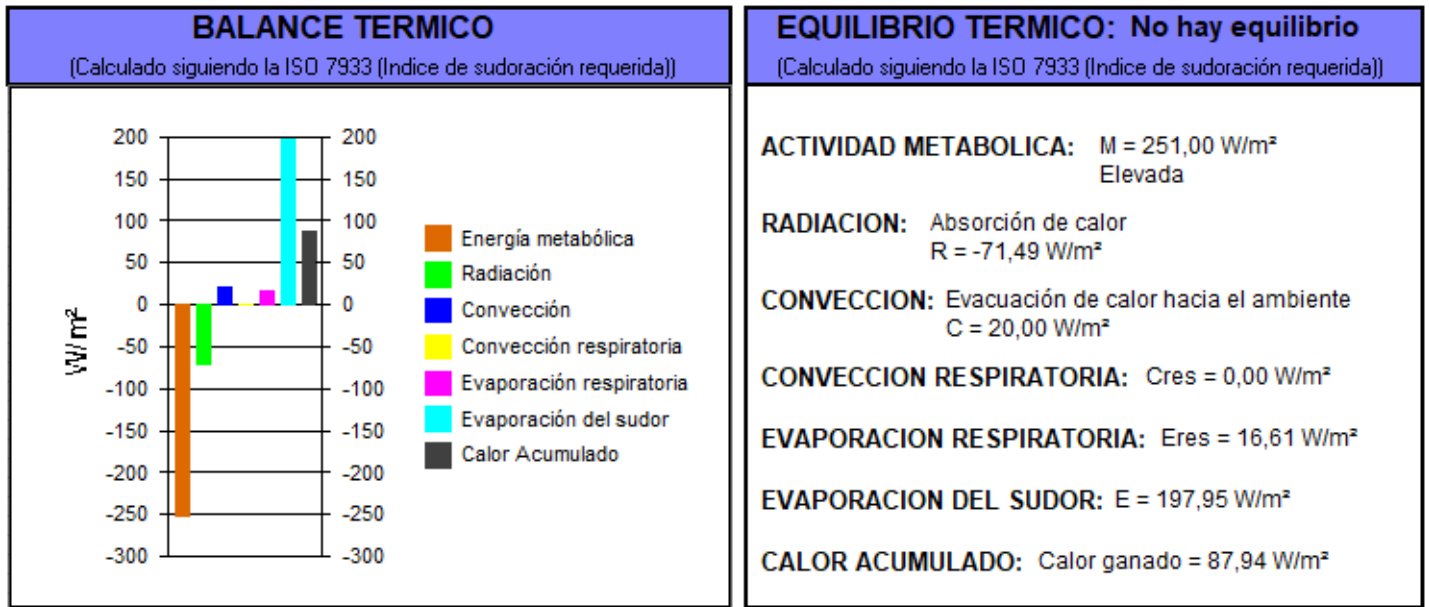 BALANCE TERMICO
(Calculado siguiendo la ISO 7933 (Indice de sudoración requerida))
200
150
100
50
0
-50
-100
-150
-200
-250
-300
W/m²
200
150
100
50
0
-50
-100
-150
-200
-250
-300
Energía metabólica
Radiación
Convección
Convección respiratoria
Evaporación respiratoria
Evaporación del sudor
Calor Acumulado
EQUILIBRIO TERMICO: No hay equilibrio
(Calculado siguiendo la ISO 7933 (Indice de sudoración requerida))
ACTIVIDAD METABOLICA: M = 251,00 W/m²
Elevada
RADIACION: Absorción de calor
R = -71,49 W/m²
CONVECCION: Evacuación de calor hacia el ambiente
C = 20,00 W/m²
CONVECCION RESPIRATORIA: Cres = 0,00 W/m²
EVAPORACION RESPIRATORIA: Eres = 16,61 W/m²
EVAPORACION DEL SUDOR: E = 197,95 W/m²
CALOR ACUMULADO: Calor ganado = 87,94 W/m²